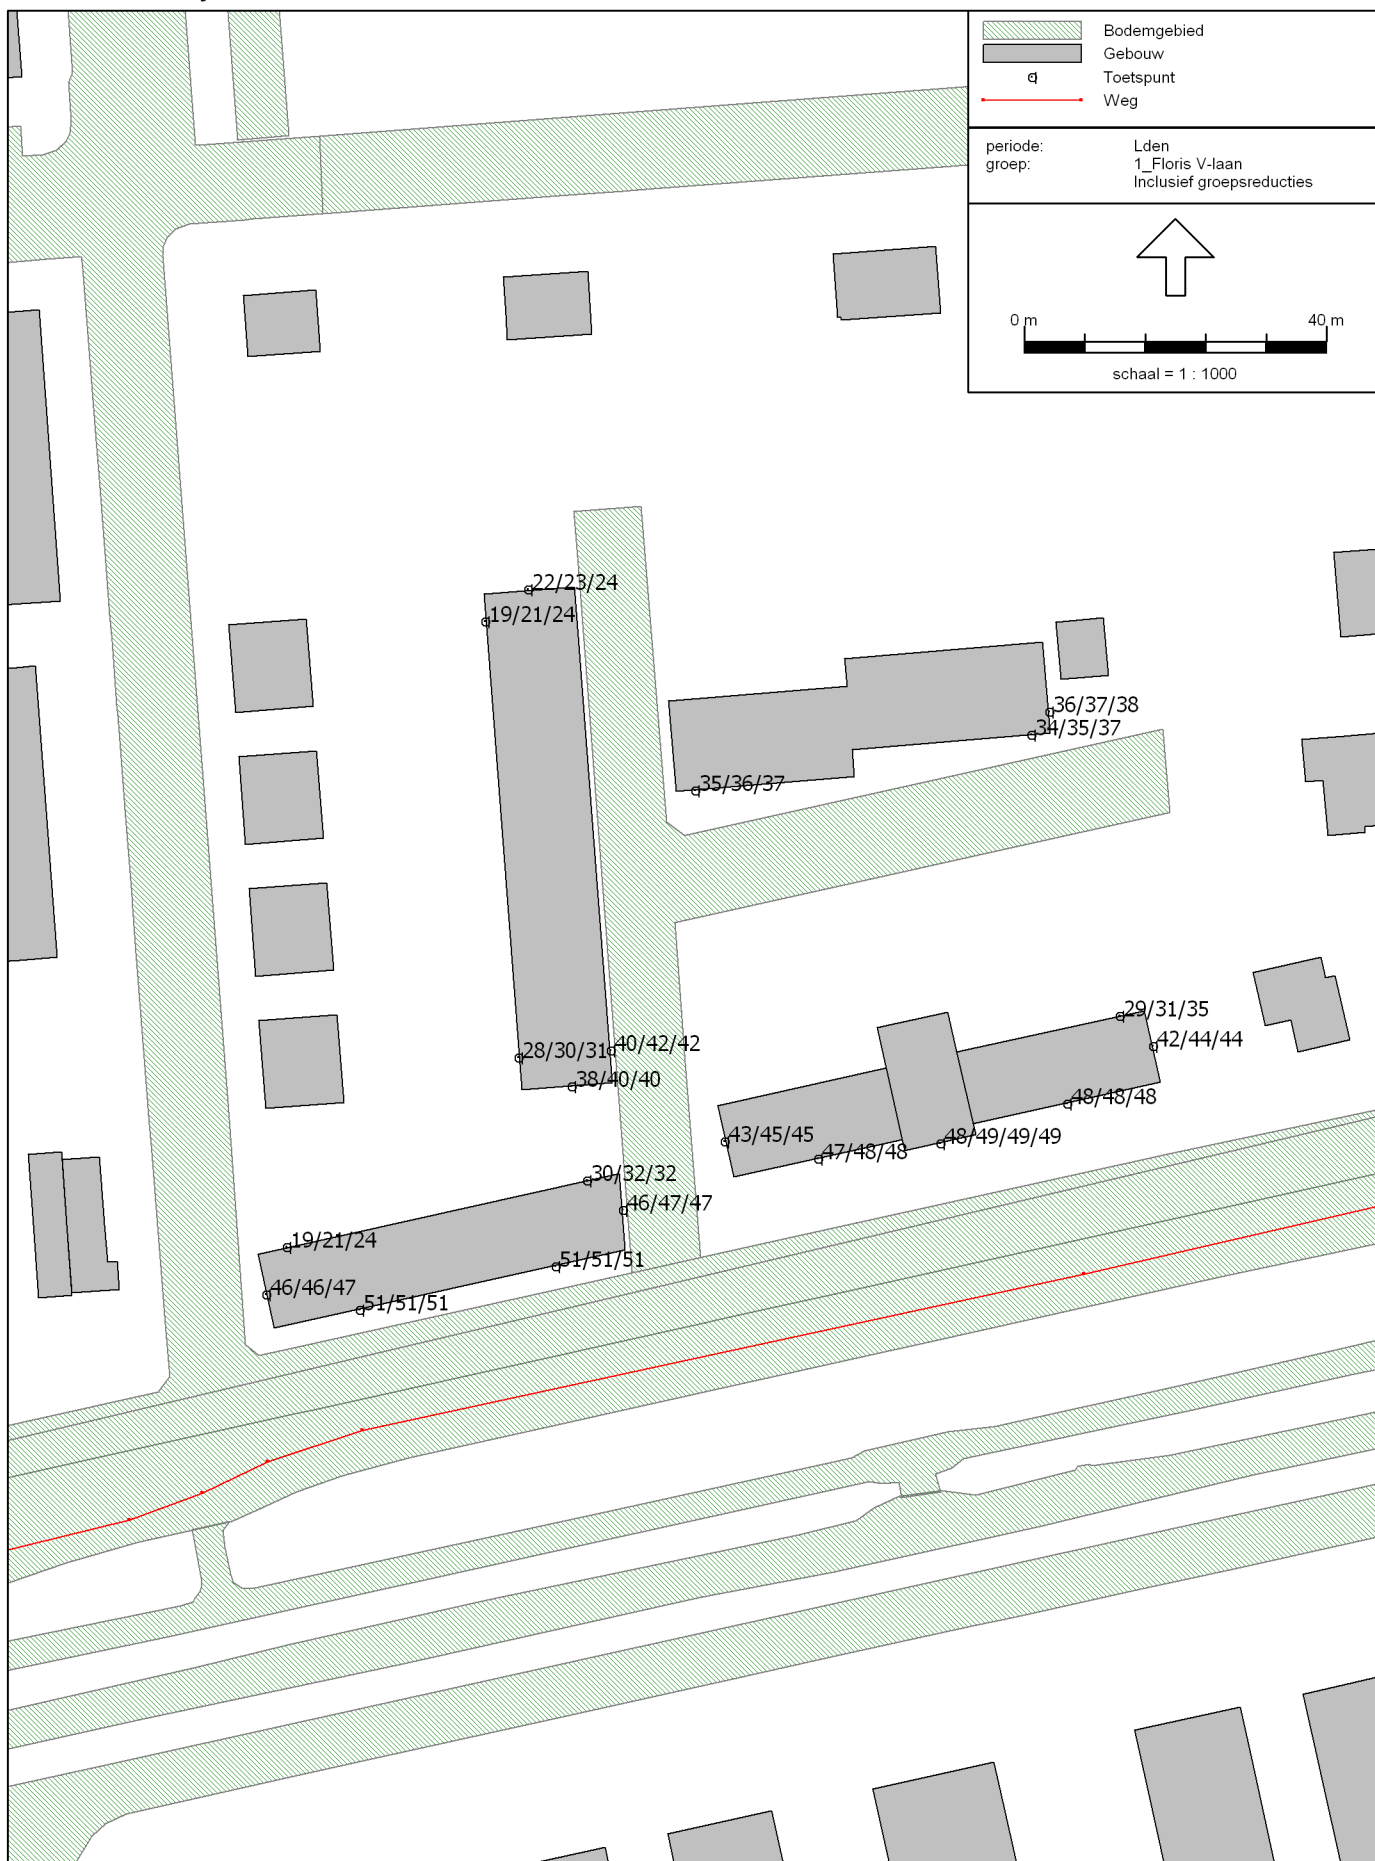 Bodemgebied
Gebouw
Toetspunt
Weg
periode: Lden
groep: 1_Floris V-laan
Inclusief groepsreducties
0 m 40 m
schaal = 1 : 1000
22/23/24
19/21/24
36/37/38
34/35/37
35/36/37
29/31/35
40/42/42
28/30/31
42/44/44
38/40/40
48/48/48
43/45/45
48/49/49/49
47/48/48
30/32/32
46/47/47
19/21/24
51/51/51
46/46/47
51/51/51